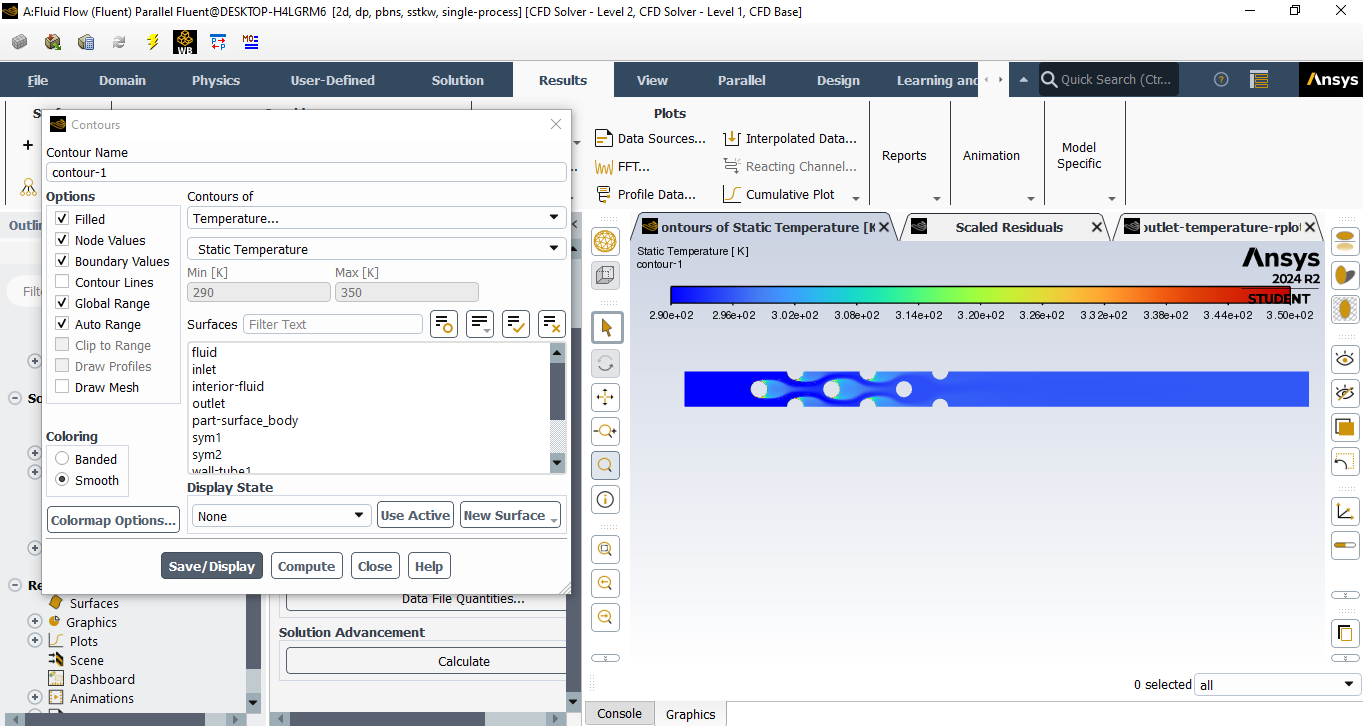 A:Fluid Flow (Fluent) Parallel Fluent@DESKTOP-H4LGRM6 [2d, dp, pbns, sstkw, single-process] [CFD Solver - Level 2, CFD Solver - Level 1, CFD Base]
WB
File Domain Physics User-Defined Solution Results View Parallel Design Learning and Quick Search (Ctr... Ansys
Plots
Data Sources... Interpolated Data...
FFT... Reacting Channel...
Profile Data... Cumulative Plot
Reports
Animation
Model
Specific
Contours
Contour Name
contour-1
Options
Filled
Node Values
Boundary Values
Contour Lines
Global Range
Auto Range
Clip to Range
Draw Profiles
Draw Mesh
Coloring
Banded
Smooth
Colormap Options...
Contours of
Temperature...
Static Temperature
Min [K] Max [K]
290 350
Surfaces Filter Text
fluid
inlet
interior-fluid
outlet
part-surface_body
sym1
sym2
wall-tube1
Display State
None Use Active New Surface
Save/Display Compute Close Help
Surfaces
Graphics
Plots
Scene
Dashboard
Animations
Data File Quantities...
Solution Advancement
Calculate
ontours of Static Temperature [K Scaled Residuals outlet-temperature-rplot
Static Temperature [ K]
contour-1
Ansys
2024 R2
STUDENT
2.90e+02 2.96e+02 3.02e+02 3.08e+02 3.14e+02 3.20e+02 3.26e+02 3.32e+02 3.38e+02 3.44e+02 3.50e+02
0 selected all
Console Graphics